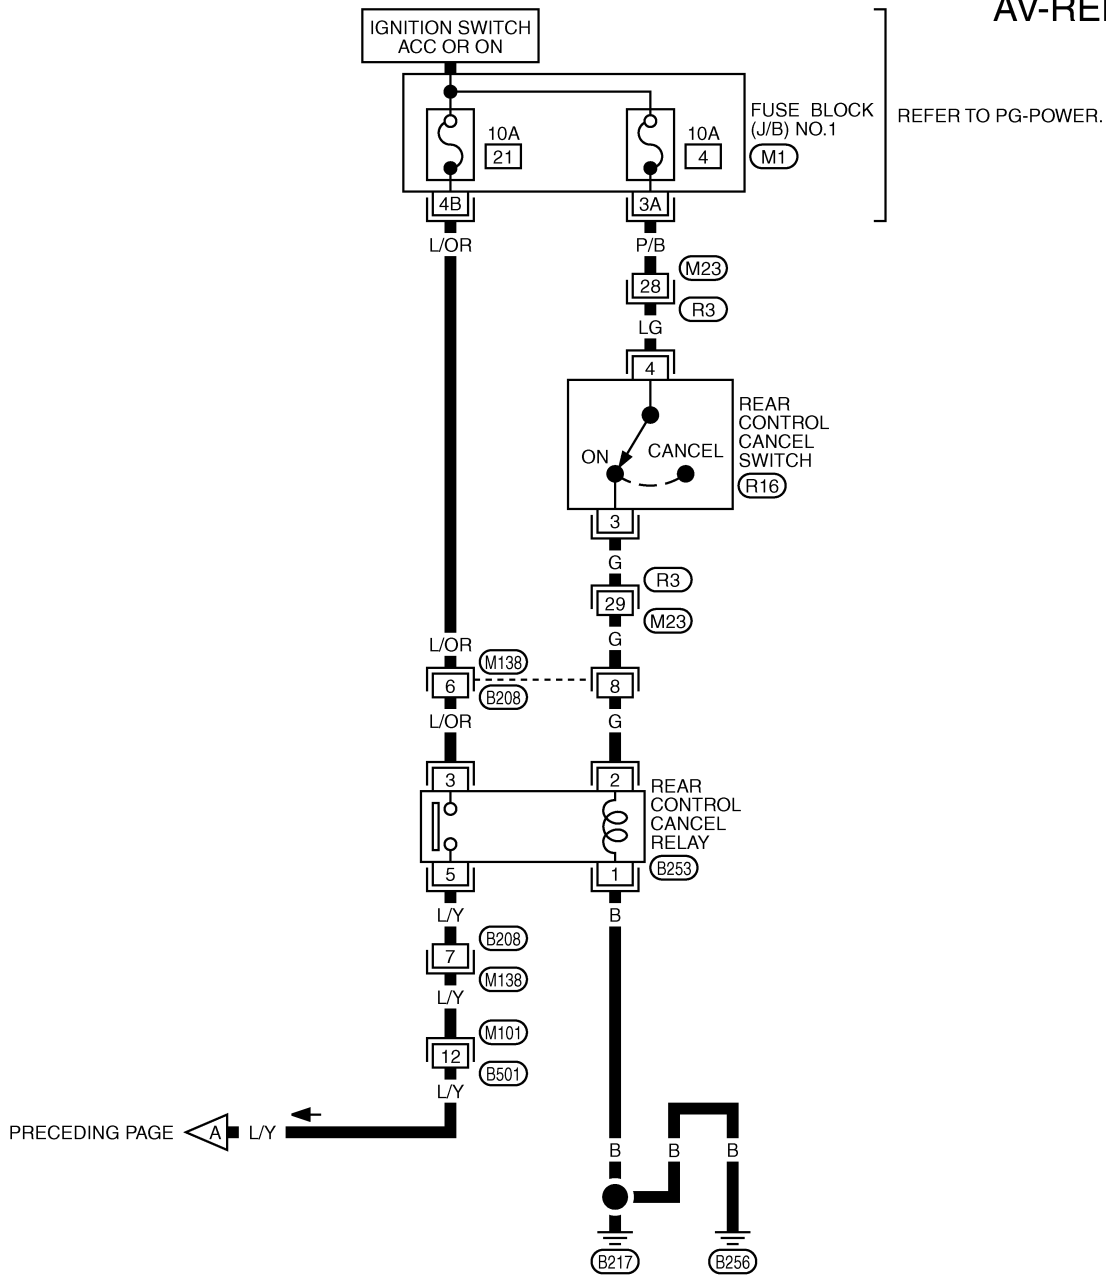 AV-REI
IGNITION SWITCH
ACC OR ON
FUSE BLOCK
(J/B) NO.1
M1
REFER TO PG-POWER.
10A
21
10A
4
4B
3A
L/OR
P/B
M23
28
R3
LG
4
REAR
CONTROL
CANCEL
SWITCH
R16
ON
CANCEL
3
G
R3
29
M23
L/OR
G
M138
6
8
B208
L/OR
G
3
2
REAR
CONTROL
CANCEL
RELAY
B253
5
1
L/Y
B
B208
7
M138
L/Y
M101
12
B501
L/Y
PRECEDING PAGE
A
L/Y
B
B
B
B217
B256